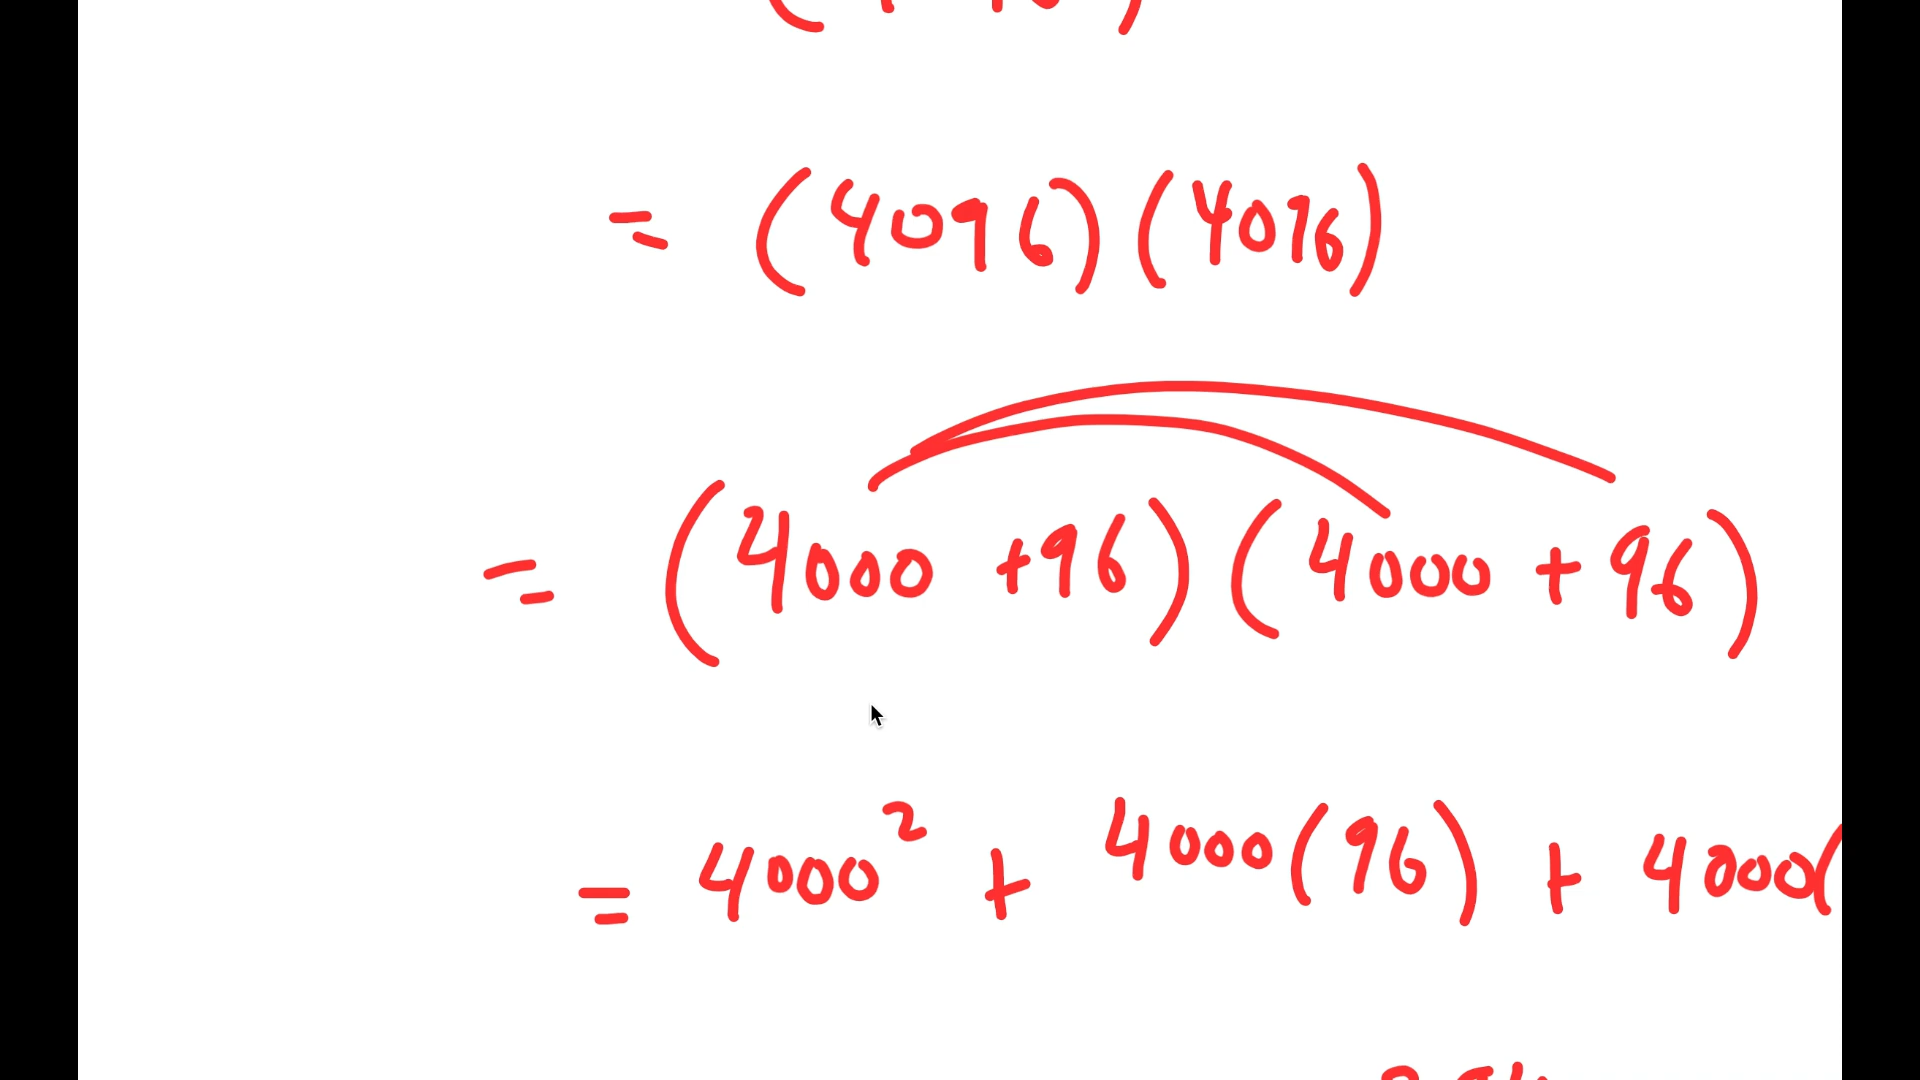 = (4096)(4096)
= (4000 +96)(4000 + 96)
= 4000² + 4000(96) + 4000(